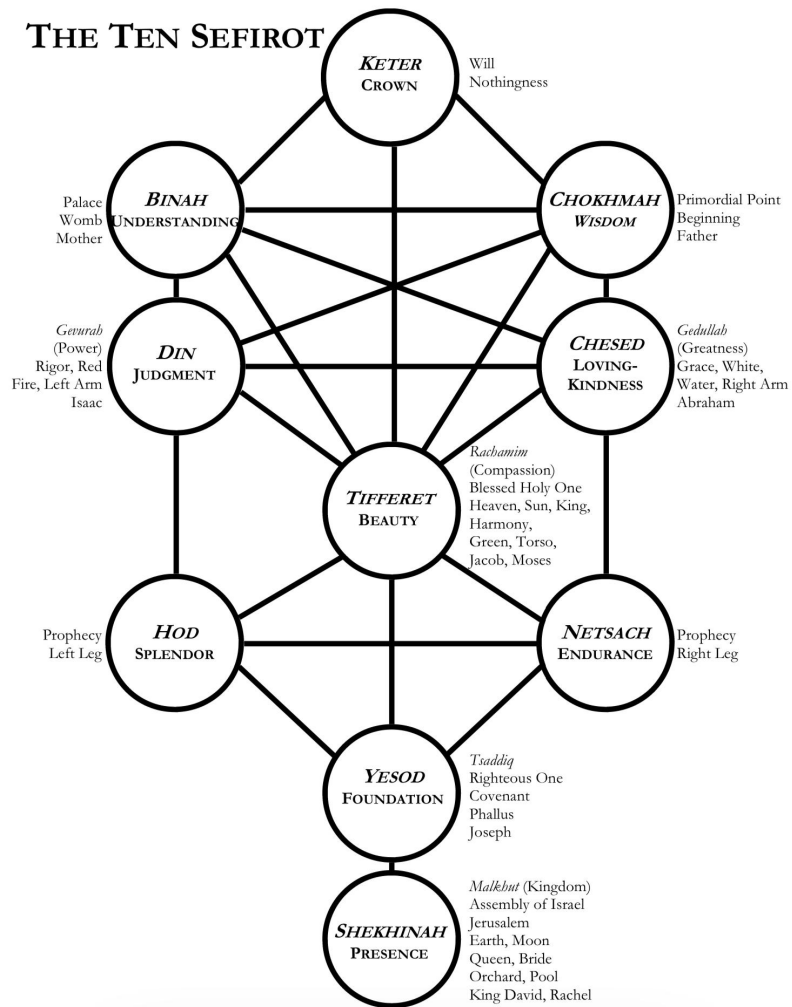 THE TEN SEFIROT
KETER
CROWN
Will
Nothingness
Palace
Womb
Mother
BINAH
UNDERSTANDING
CHOKHMAH
WISDOM
Primordial Point
Beginning
Father
Gevurah
(Power)
Rigor, Red
Fire, Left Arm
Isaac
DIN
JUDGMENT
CHESED
LOVING-
KINDNESS
Gedullah
(Greatness)
Grace, White,
Water, Right Arm
Abraham
TIFFERET
BEAUTY
Rachamim
(Compassion)
Blessed Holy One
Heaven, Sun, King,
Harmony,
Green, Torso,
Jacob, Moses
Prophecy
Left Leg
HOD
SPLENDOR
NETSACH
ENDURANCE
Prophecy
Right Leg
YESOD
FOUNDATION
Tsaddiq
Righteous One
Covenant
Phallus
Joseph
SHEKHINAH
PRESENCE
Malkhut (Kingdom)
Assembly of Israel
Jerusalem
Earth, Moon
Queen, Bride
Orchard, Pool
King David, Rachel